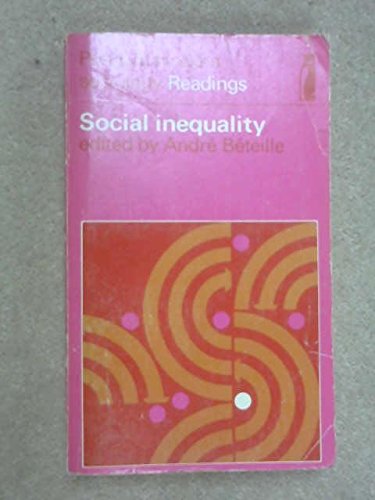 Readings
Social inequality
edited by André Béteille